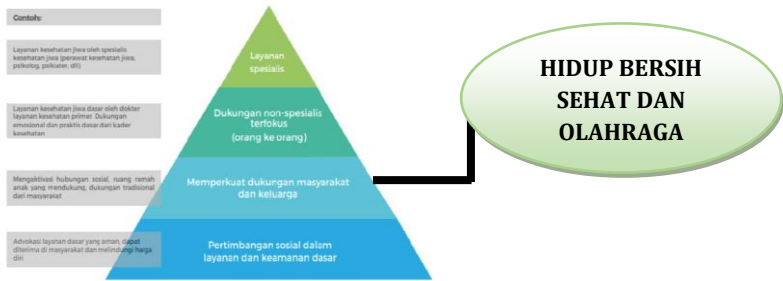 Contoh:
Layanan kesehatan jiwa oleh spesialis
kesehatan jiwa (perawat kesehatan jiwa,
psikolog, psikiater, dll)
Layanan
spesialis
Layanan kesehatan jiwa dasar oleh dokter
layanan kesehatan primer. Dukungan
emosional dan praktis dasar dari kader
kesehatan
Dukungan non-spesialis
terfokus
(orang ke orang)
Mengaktivasi hubungan sosial, ruang ramah
anak yang mendukung, dukungan tradisional
dari masyarakat
Memperkuat dukungan masyarakat
dan keluarga
Advokasi layanan dasar yang aman, dapat
diterima di masyarakat dan melindungi harga
diri
Pertimbangan sosial dalam
layanan dan keamanan dasar
HIDUP BERSIH
SEHAT DAN
OLAHRAGA